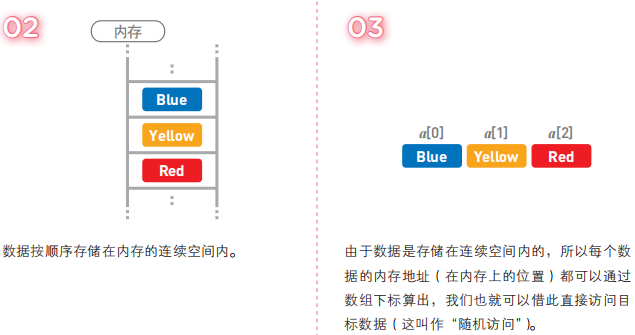 02
内存
Blue
Yellow
Red
数据按顺序存储在内存的连续空间内。
03
a[0] a[1] a[2]
Blue Yellow Red
由于数据是存储在连续空间内的，所以每个数
据的内存地址（在内存上的位置）都可以通过
数组下标算出，我们也就可以借此直接访问目
标数据（这叫作“随机访问”）。